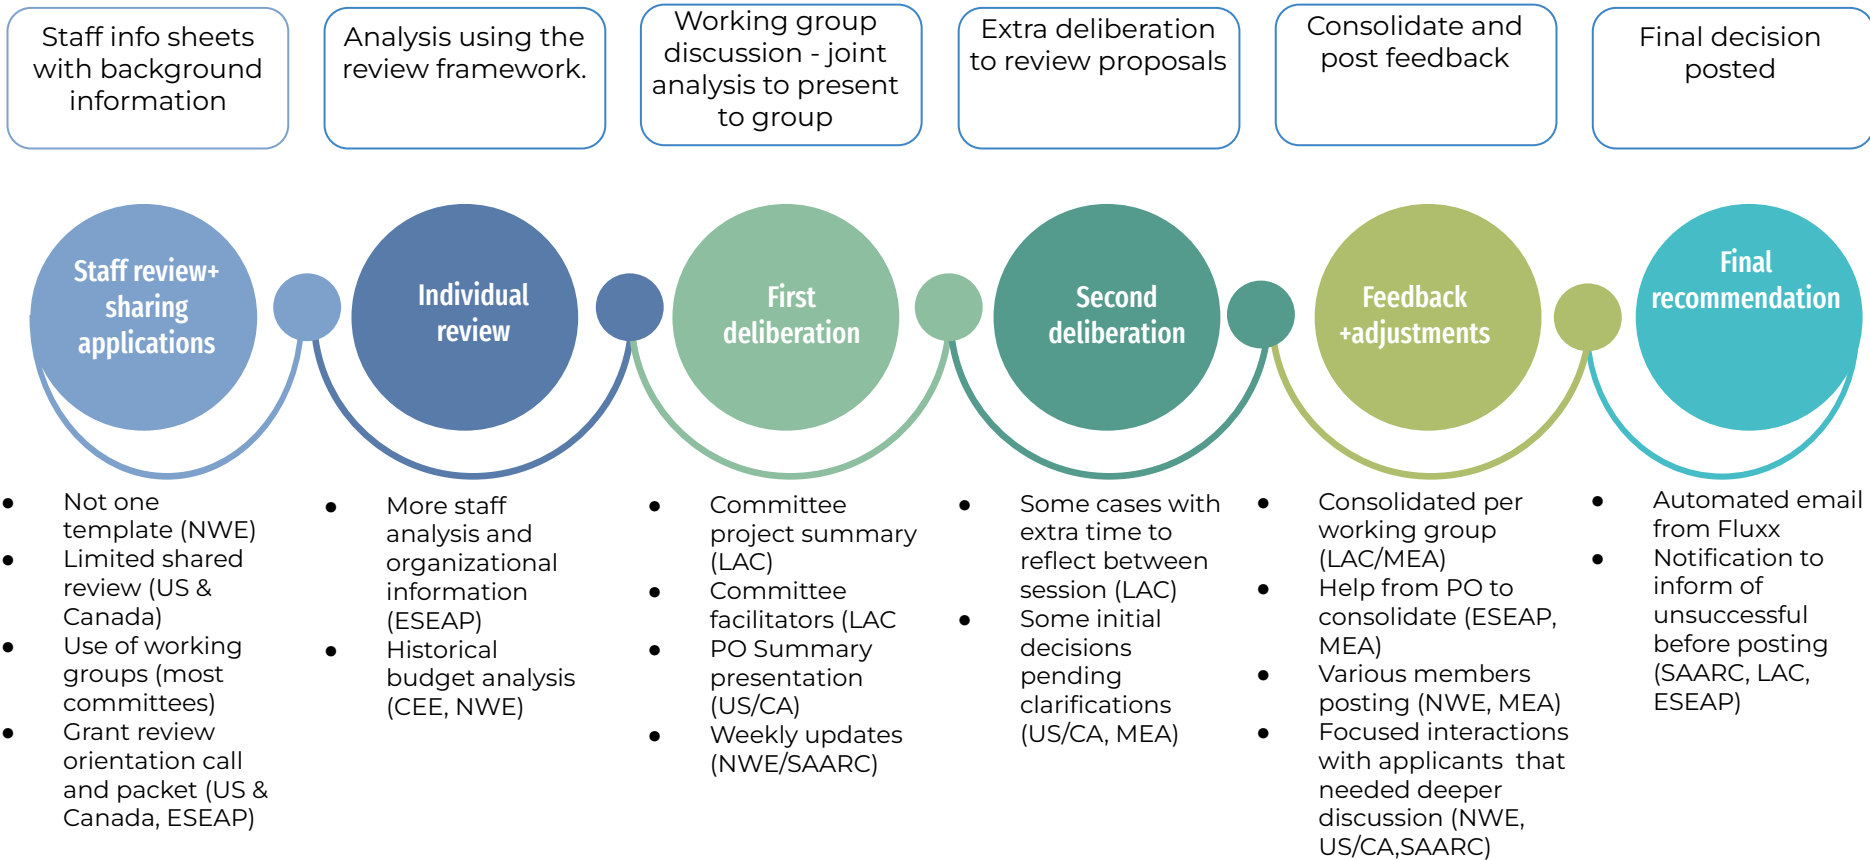 Staff info sheets
with background
information
Analysis using the
review framework.
Working group
discussion - joint
analysis to present
to group
Extra deliberation
to review proposals
Consolidate and
post feedback
Final decision
posted
Staff review+
sharing
applications
Individual
review
First
deliberation
Second
deliberation
Feedback
+adjustments
Final
recommendation
● Not one
template (NWE)
● Limited shared
review (US &
Canada)
● Use of working
groups (most
committees)
● Grant review
orientation call
and packet (US &
Canada, ESEAP)
● More staff
analysis and
organizational
information
(ESEAP)
● Historical
budget analysis
(CEE, NWE)
● Committee
project summary
(LAC)
● Committee
facilitators (LAC
● PO Summary
presentation
(US/CA)
● Weekly updates
(NWE/SAARC)
● Some cases with
extra time to
reflect between
session (LAC)
● Some initial
decisions
pending
clarifications
(US/CA, MEA)
● Consolidated per
working group
(LAC/MEA)
● Help from PO to
consolidate (ESEAP,
MEA)
● Various members
posting (NWE, MEA)
● Focused interactions
with applicants  that
needed deeper
discussion (NWE,
US/CA,SAARC)
● Automated email
from Fluxx
● Notification to
inform of
unsuccessful
before posting
(SAARC, LAC,
ESEAP)